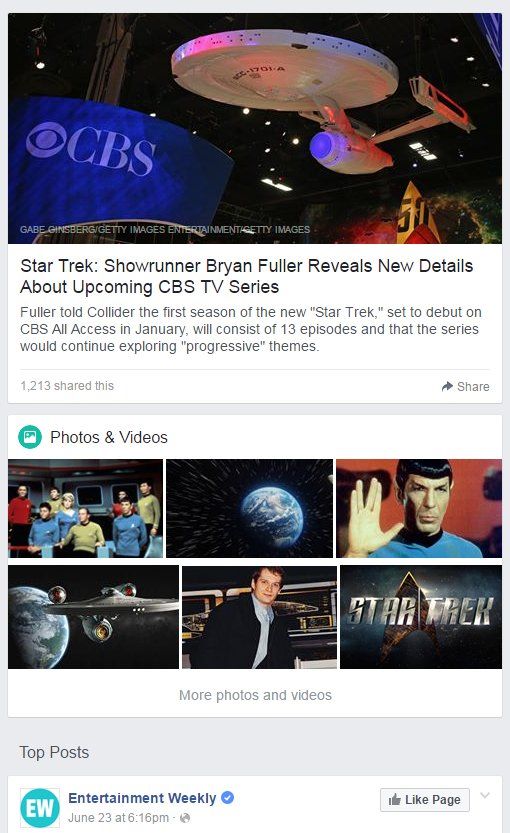 NCC-1701-A
CBS
GABE GINSBERG/GETTY IMAGES ENTERTAINMENT/GETTY IMAGES
Star Trek: Showrunner Bryan Fuller Reveals New Details
About Upcoming CBS TV Series
Fuller told Collider the first season of the new "Star Trek," set to debut on
CBS All Access in January, will consist of 13 episodes and that the series
would continue exploring "progressive" themes.
1,213 shared this
Share
Photos & Videos
STAR TREK
More photos and videos
Top Posts
EW
Entertainment Weekly
Like Page
June 23 at 6:16pm ·